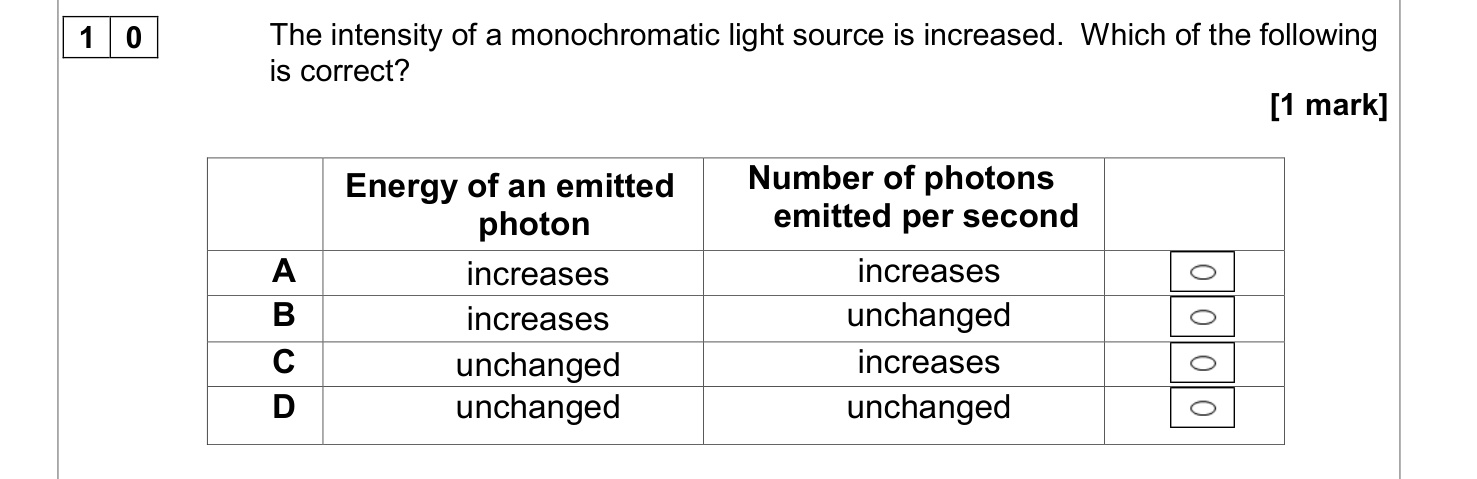 1 0
The intensity of a monochromatic light source is increased. Which of the following
is correct?
[1 mark]
Energy of an emitted
photon
Number of photons
emitted per second
A increases increases
B increases unchanged
C unchanged increases
D unchanged unchanged